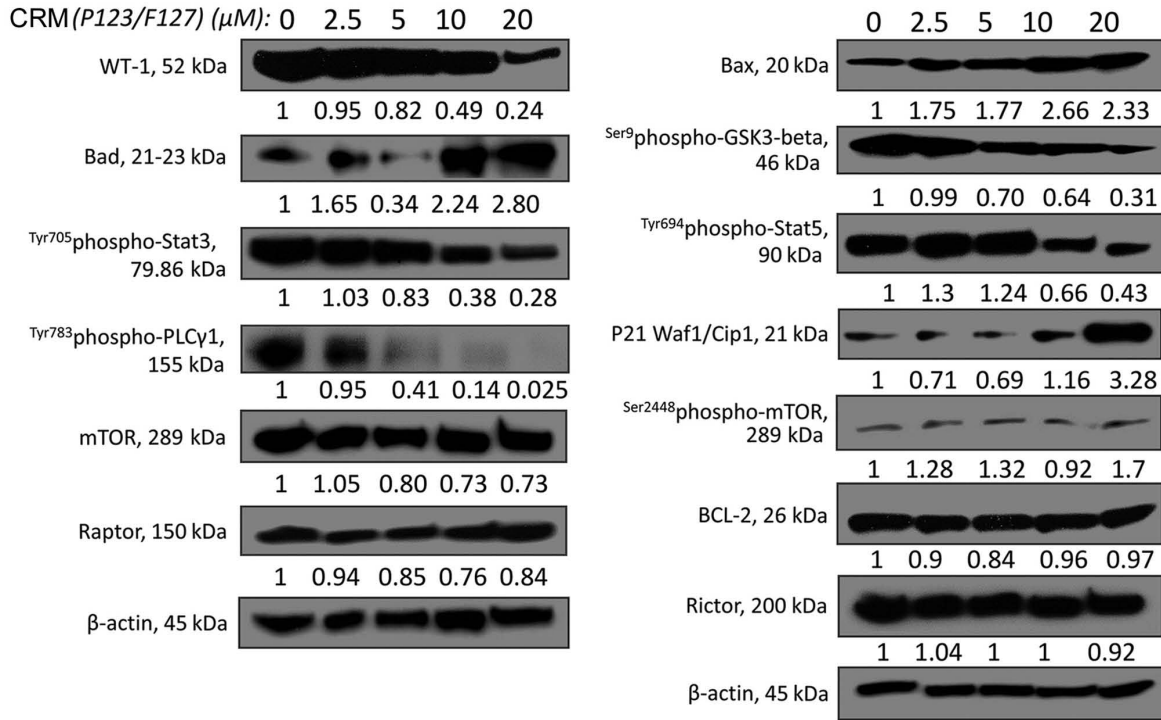 CRM (P123/F127) (µM): 0 2.5 5 10 20
WT-1, 52 kDa
1 0.95 0.82 0.49 0.24
Bad, 21-23 kDa
1 1.65 0.34 2.24 2.80
Tyr705phospho-Stat3,
79.86 kDa
1 1.03 0.83 0.38 0.28
Tyr783phospho-PLCγ1,
155 kDa
1 0.95 0.41 0.14 0.025
mTOR, 289 kDa
1 1.05 0.80 0.73 0.73
Raptor, 150 kDa
1 0.94 0.85 0.76 0.84
β-actin, 45 kDa
0 2.5 5 10 20
Bax, 20 kDa
1 1.75 1.77 2.66 2.33
Ser9phospho-GSK3-beta,
46 kDa
1 0.99 0.70 0.64 0.31
Tyr694phospho-Stat5,
90 kDa
1 1.3 1.24 0.66 0.43
P21 Waf1/Cip1, 21 kDa
1 0.71 0.69 1.16 3.28
Ser2448phospho-mTOR,
289 kDa
1 1.28 1.32 0.92 1.7
BCL-2, 26 kDa
1 0.9 0.84 0.96 0.97
Rictor, 200 kDa
1 1.04 1 1 0.92
β-actin, 45 kDa